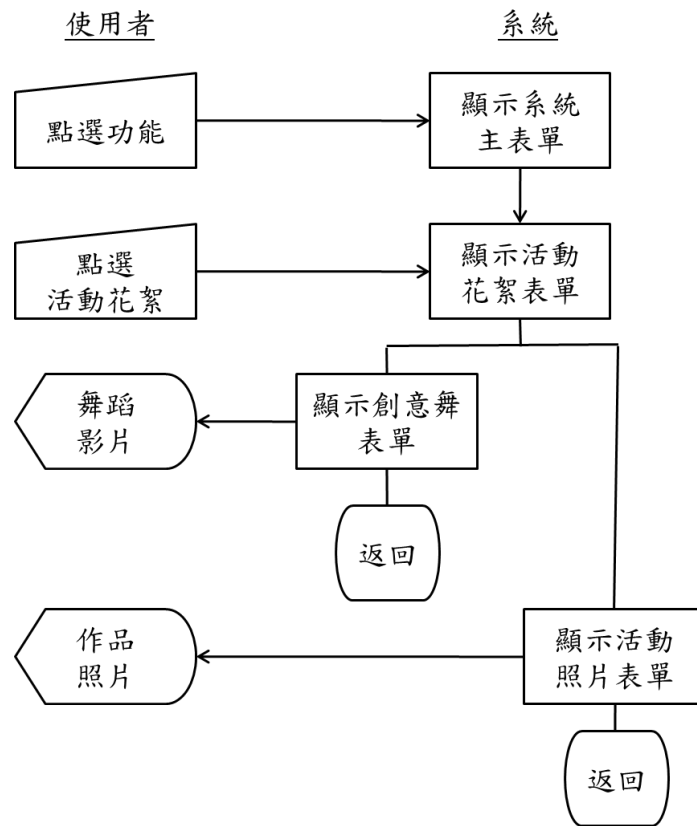 使用者
系統
點選功能
顯示系統
主表單
點選
活動花絮
顯示活動
花絮表單
舞蹈
影片
顯示創意舞
表單
返回
作品
照片
顯示活動
照片表單
返回